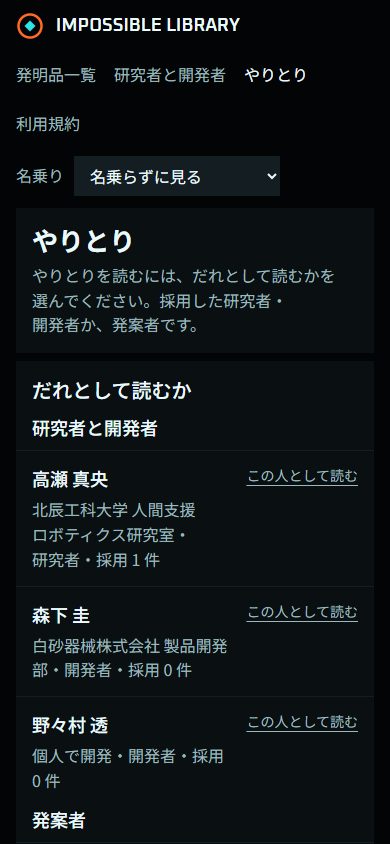 IMPOSSIBLE LIBRARY
発明品一覧 研究者と開発者 やりとり
利用規約
名乗り 名乗らずに見る
やりとり
やりとりを読むには、だれとして読むかを
選んでください。採用した研究者・
開発者か、発案者です。
だれとして読むか
研究者と開発者
高瀬 真央 この人として読む
北辰工科大学 人間支援
ロボティクス研究室・
研究者・採用 1 件
森下 圭 この人として読む
白砂器械株式会社 製品開発
部・開発者・採用 0 件
野々村 透 この人として読む
個人で開発・開発者・採用
0 件
発案者